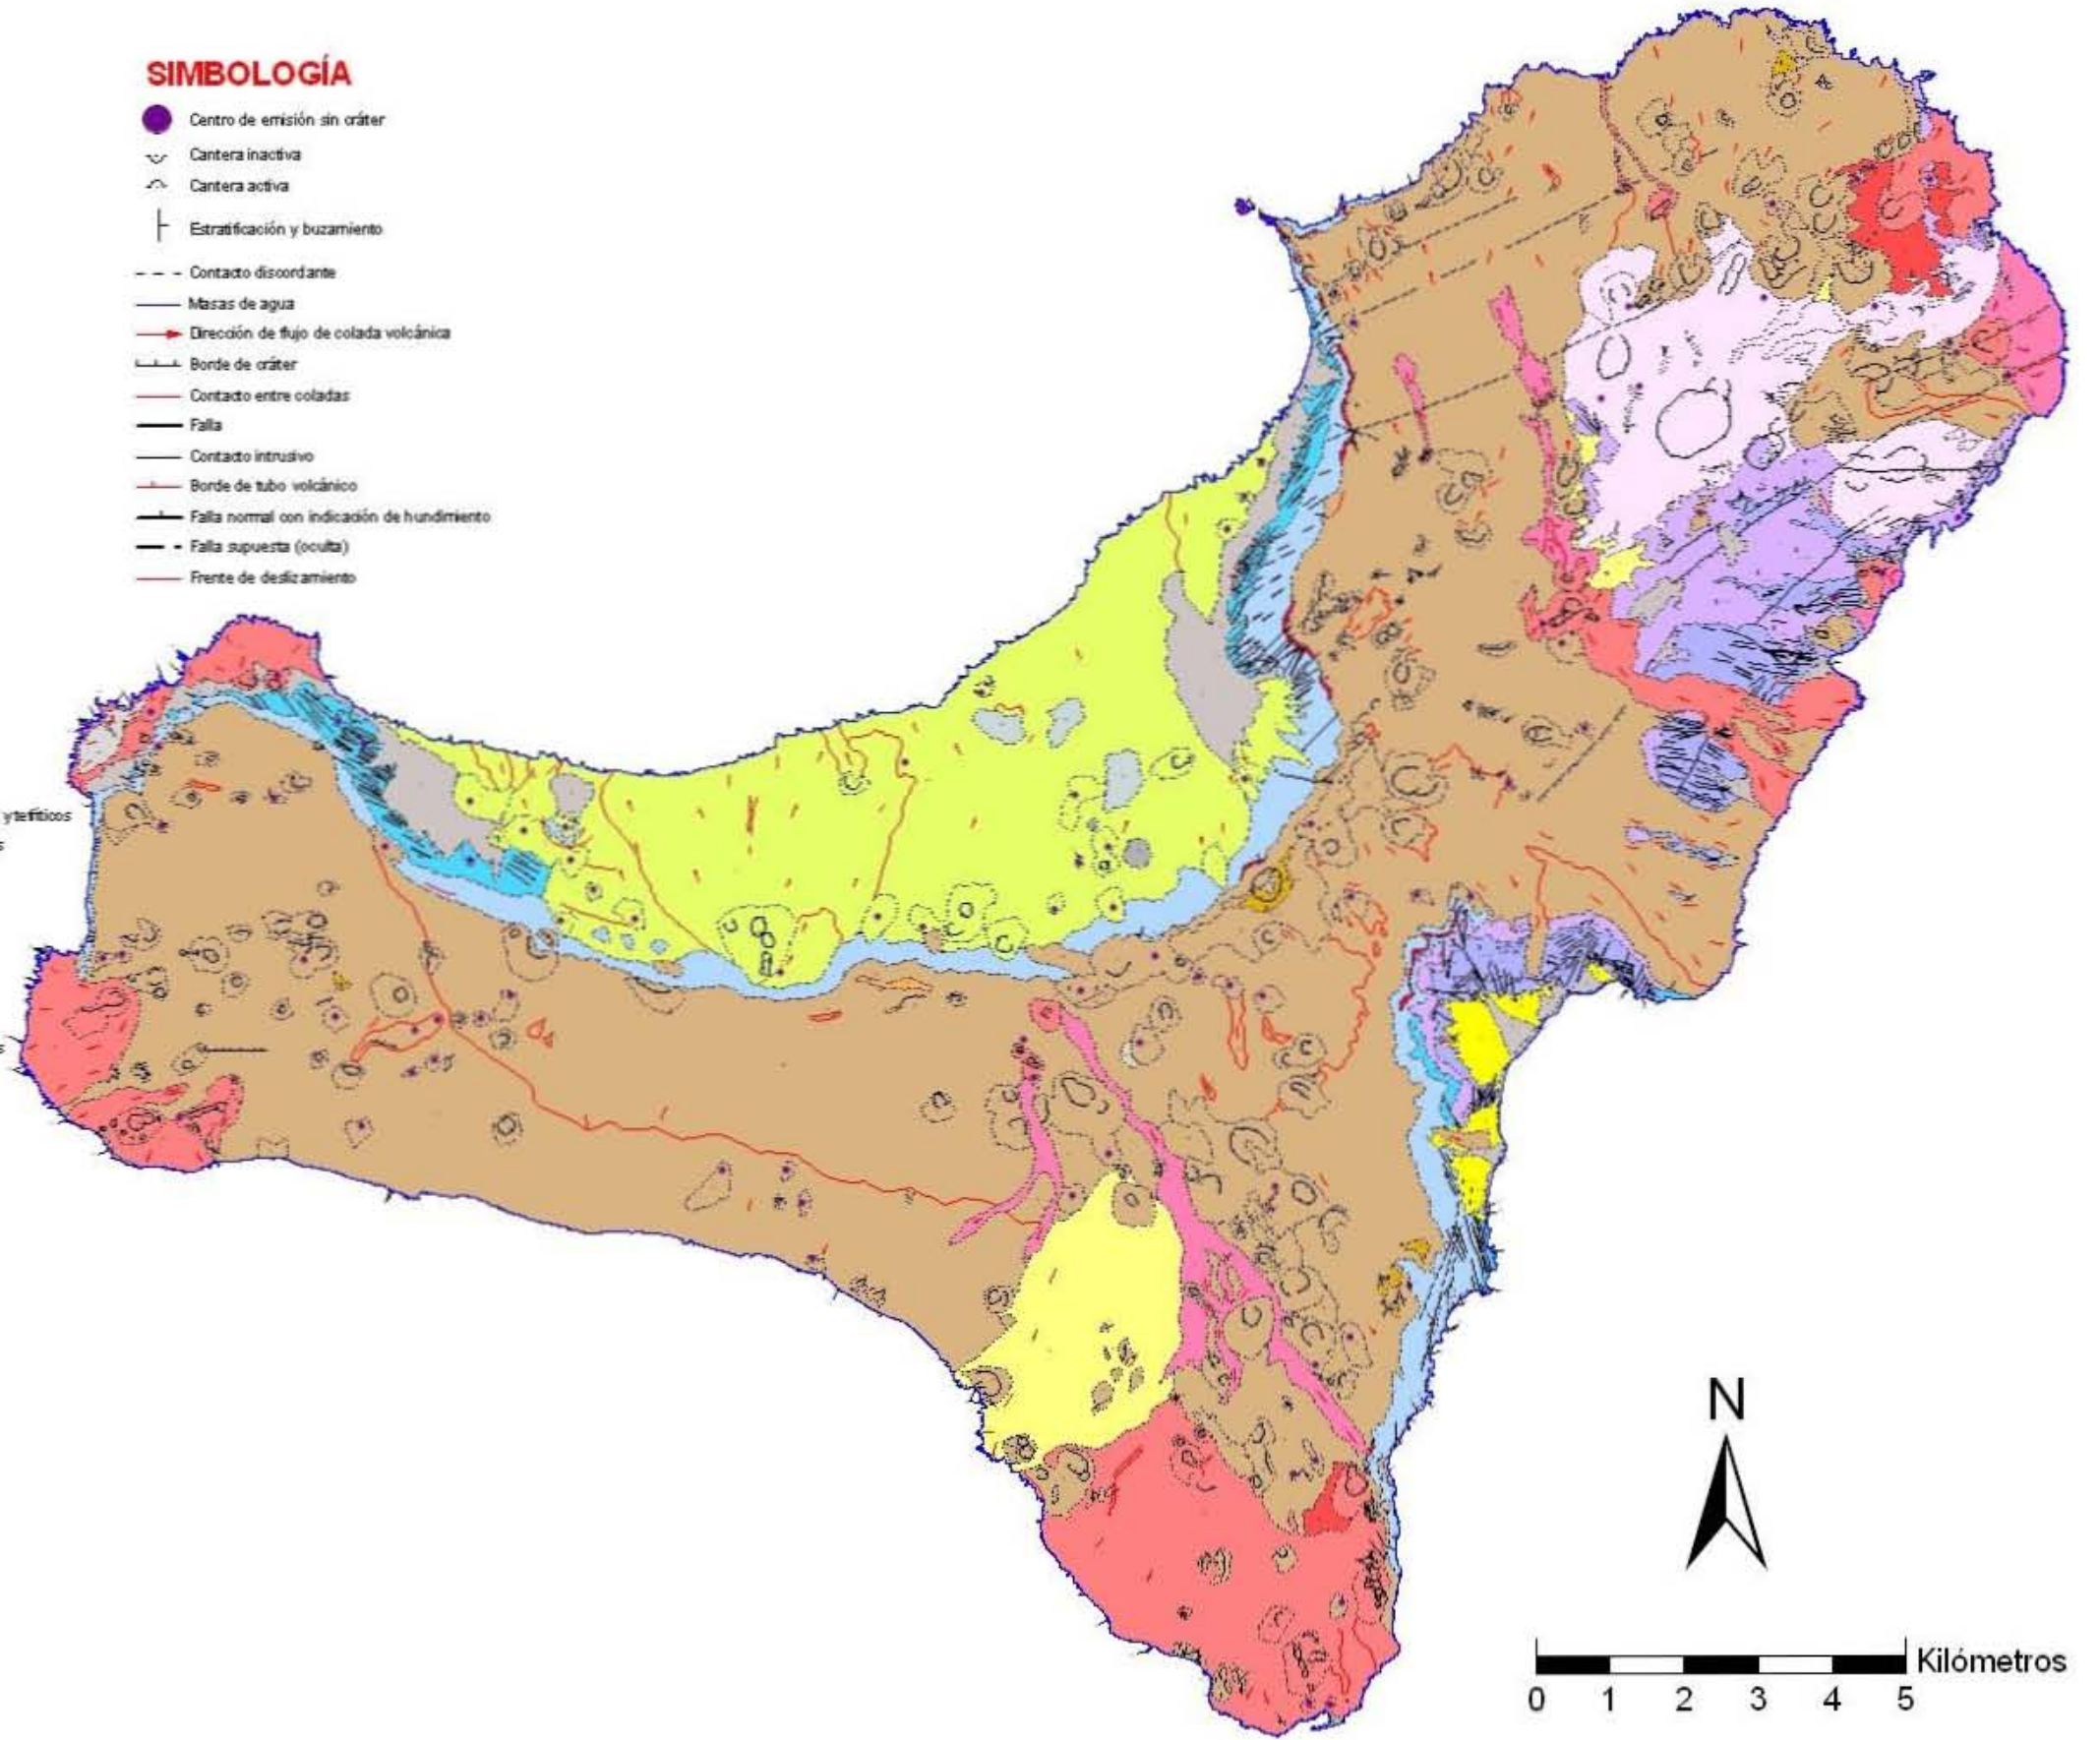 SIMBOLOGÍA
Centro de emisión sin cráter
Cantera inactiva
Cantera activa
Estratificación y buzamiento
Contacto discordante
Masas de agua
Dirección de flujo de colada volcánica
Borde de cráter
Contacto entre coladas
Falla
Contacto intrusivo
Borde de tubo volcánico
Falla normal con indicación de hundimiento
Falla supuesta (oculta)
Frente de deslizamiento
y tefríticos
s
s
N
Kilómetros
0 1 2 3 4 5